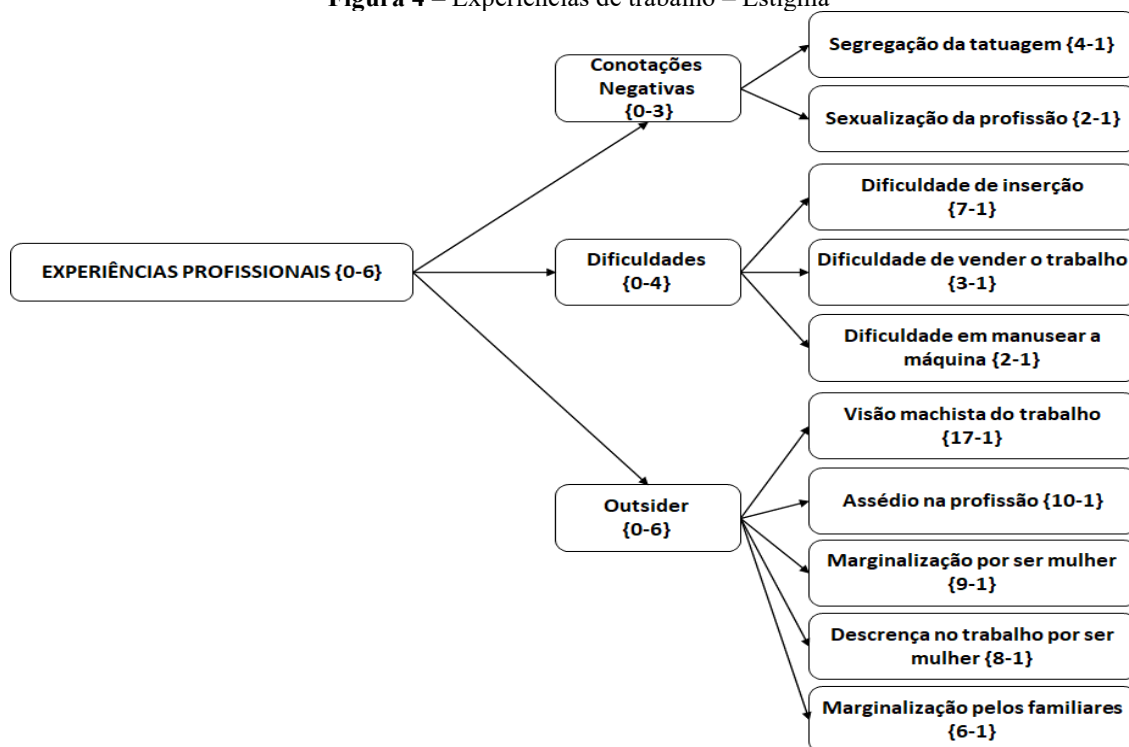 Figura 4 – Experiências de trabalho – Estigma
EXPERIÊNCIAS PROFISSIONAIS {0-6}
Conotações
Negativas
{0-3}
Segregação da tatuagem {4-1}
Sexualização da profissão {2-1}
Dificuldades
{0-4}
Dificuldade de inserção
{7-1}
Dificuldade de vender o trabalho
{3-1}
Dificuldade em manusear a
máquina {2-1}
Outsider
{0-6}
Visão machista do trabalho
{17-1}
Assédio na profissão {10-1}
Marginalização por ser mulher
{9-1}
Descrença no trabalho por ser
mulher {8-1}
Marginalização pelos familiares
{6-1}